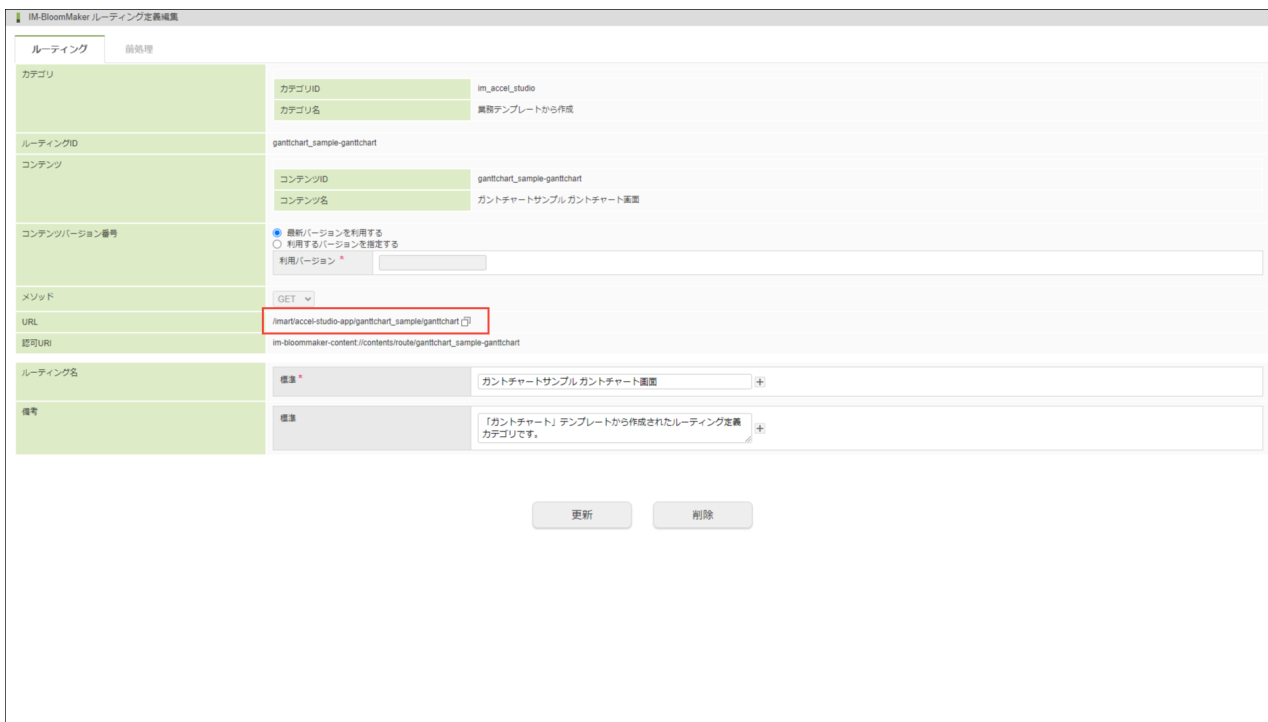 IM-BloomMaker ルーティング定義編集
ルーティング 前処理
カテゴリ
カテゴリID im_accel_studio
カテゴリ名 業務テンプレートから作成
ルーティングID ganttchart_sample-ganttchart
コンテンツ
コンテンツID ganttchart_sample-ganttchart
コンテンツ名 ガントチャートサンプル ガントチャート画面
コンテンツバージョン番号 最新バージョンを利用する
利用するバージョンを指定する
利用バージョン *
メソッド GET
URL /imart/accel-studio-app/ganttchart_sample/ganttchart
認可URI im-bloommaker-content://contents/route/ganttchart_sample-ganttchart
ルーティング名 標準 * ガントチャートサンプル ガントチャート画面
備考 標準 「ガントチャート」テンプレートから作成されたルーティング定義
カテゴリです。
更新 削除